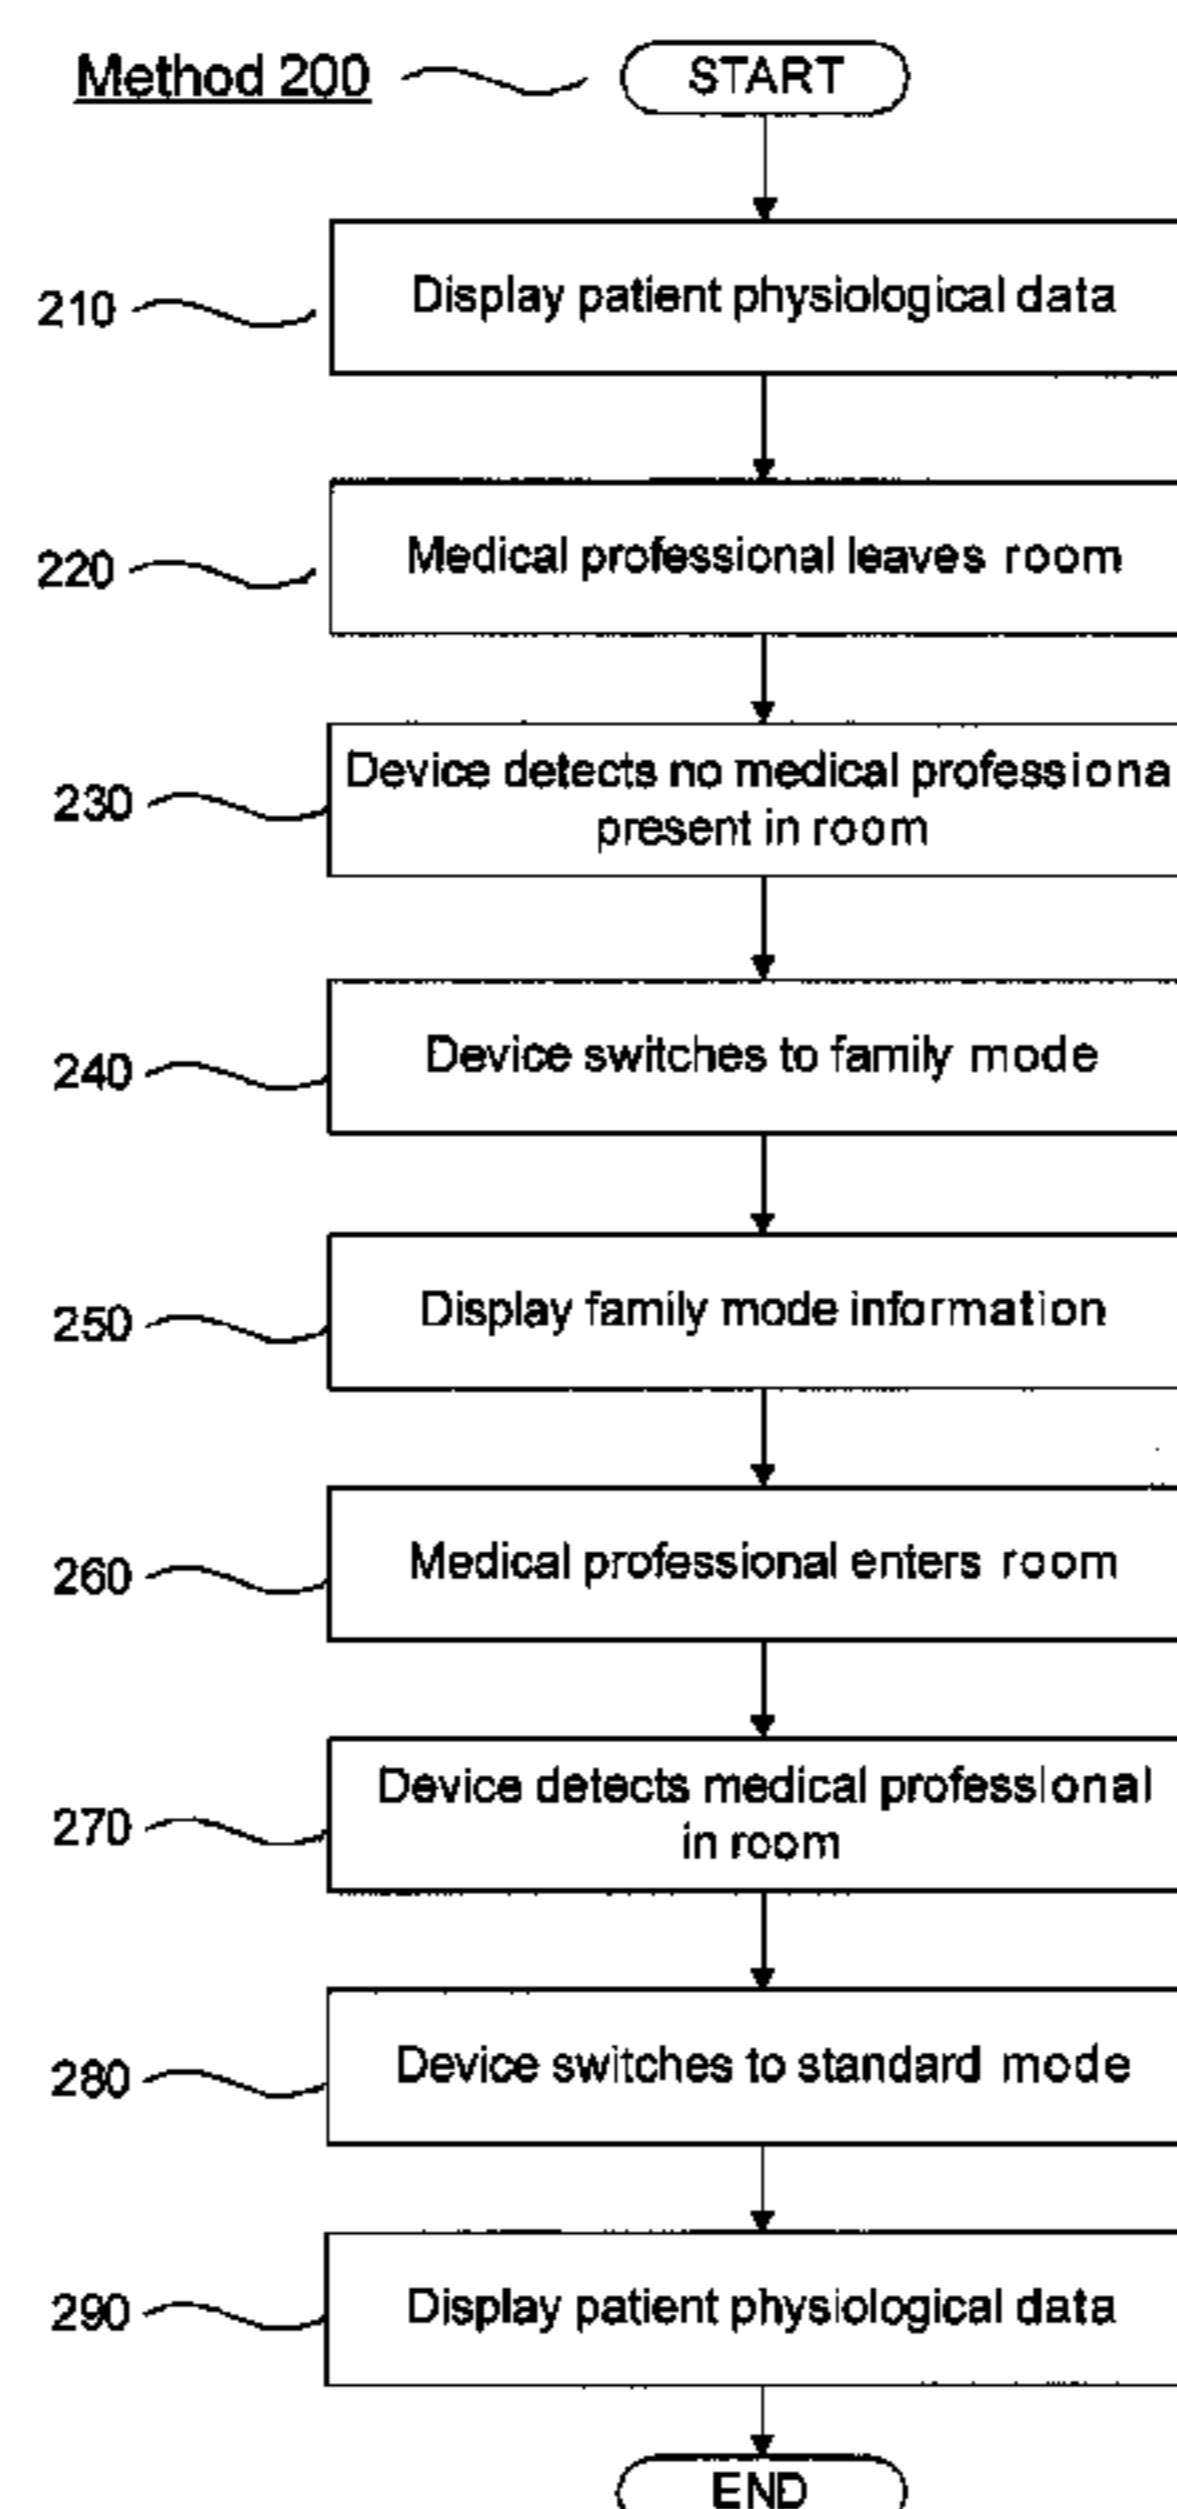 Method 200
START
210
Display patient physiological data
220
Medical professional leaves room
230
Device detects no medical professiona
present in room
240
Device switches to family mode
250
Display family mode information
260
Medical professional enters room
270
Device detects medical professional
in room
280
Device switches to standard mode
290
Display patient physiological data
END